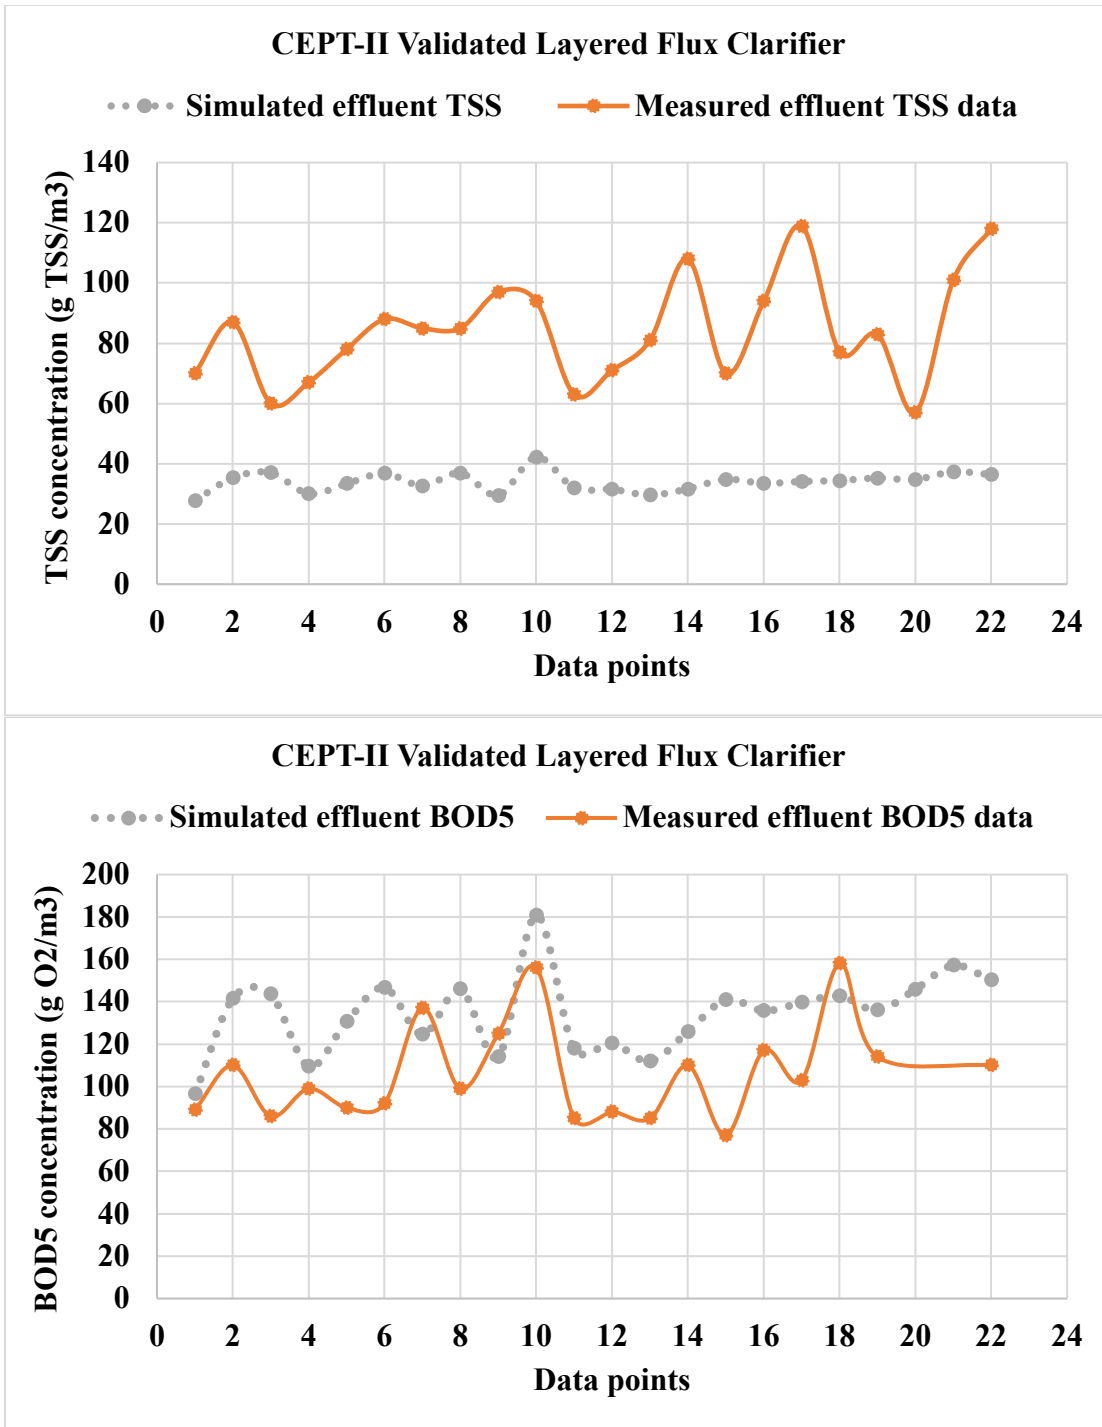 CEPT-II Validated Layered Flux Clarifier
Simulated effluent TSS Measured effluent TSS data
TSS concentration (g TSS/m3)
140
120
100
80
60
40
20
0
0 2 4 6 8 10 12 14 16 18 20 22 24
Data points
CEPT-II Validated Layered Flux Clarifier
Simulated effluent BOD5 Measured effluent BOD5 data
BOD5 concentration (g O2/m3)
200
180
160
140
120
100
80
60
40
20
0
0 2 4 6 8 10 12 14 16 18 20 22 24
Data points